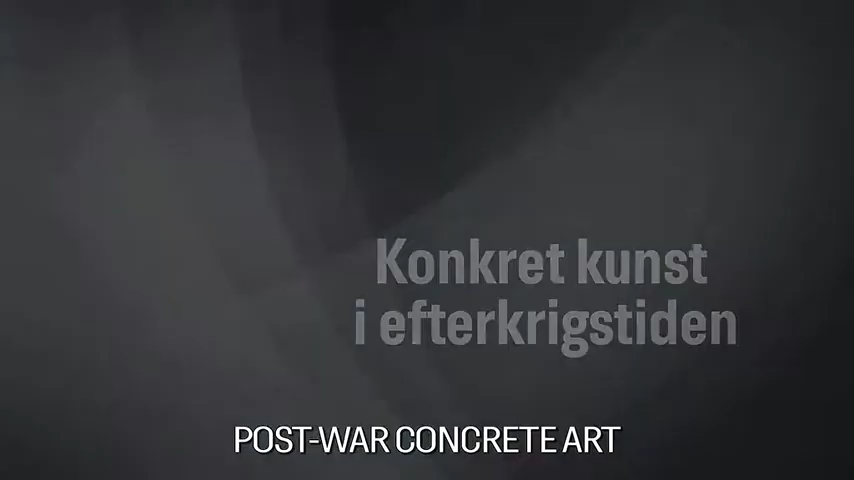 Konkret kunst
i efterkrigstiden
POST-WAR CONCRETE ART